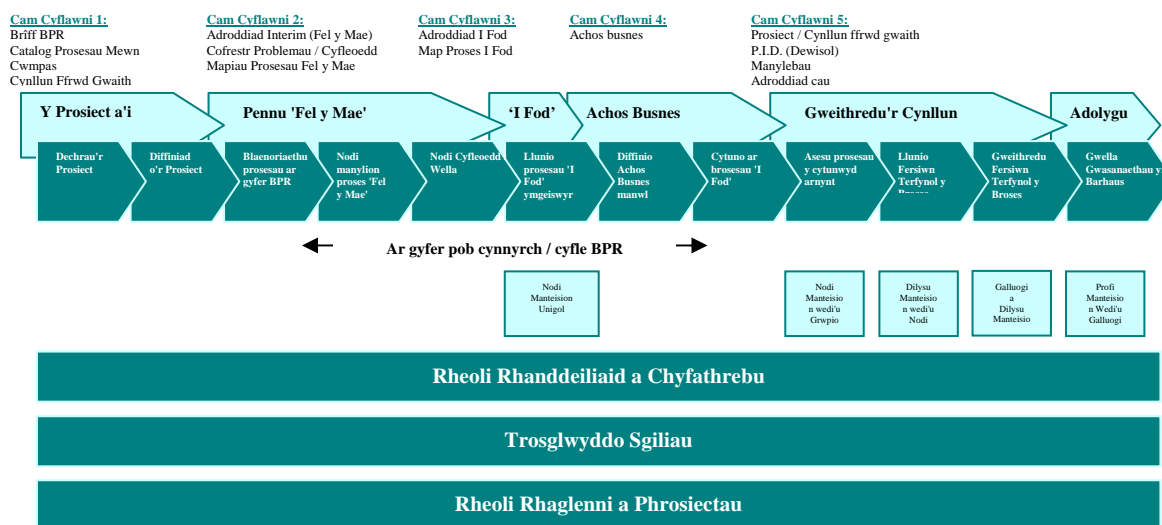 Cam Cyflawni 1:
Brîff BPR
Catalog Prosesau Mewn
Cwmpas
Cynllun Ffrwd Gwaith
Cam Cyflawni 2:
Adroddiad Interim (Fel y Mae)
Cofrestr Problemau / Cyfleoedd
Mapiau Prosesau Fel y Mae
Cam Cyflawni 3:
Adroddiad I Fod
Map Proses I Fod
Cam Cyflawni 4:
Achos busnes
Cam Cyflawni 5:
Prosiect / Cynllun ffrwd gwaith
P.I.D. (Dewisol)
Manylebau
Adroddiad cau
Y Prosiect a'i
Pennu 'Fel y Mae'
‘I Fod’
Achos Busnes
Gweithredu'r Cynllun
Adolygu
Dechrau'r
Prosiect
Diffiniad
o'r Prosiect
Blaenoriaethu
prosesau ar
gyfer BPR
Nodi
manylion
proses 'Fel
y Mae'
Nodi Cyfleoedd
Wella
Llunio
prosesau 'I
Fod'
ymgeiswyr
Diffinio
Achos
Busnes
manwl
Cytuno ar
brosesau 'I
Fod'
Asesu prosesau
y cytunwyd
arnynt
Llunio
Fersiwn
Terfynol y
Gweithredu
Fersiwn
Terfynol y
Broses
Gwella
Gwasanaethau yn
Barhaus
Ar gyfer pob cynnyrch / cyfle BPR
Nodi
Manteision
Unigol
Nodi
Manteisio
n wedi'u
Grwpio
Dilysu
Manteisio
n wedi'u
Nodi
Galluogi
a
Dilysu
Manteisio
Profi
Manteisio
n Wedi'u
Galluogi
Rheoli Rhanddeiliaid a Chyfathrebu
Trosglwyddo Sgiliau
Rheoli Rhaglenni a Phrosiectau